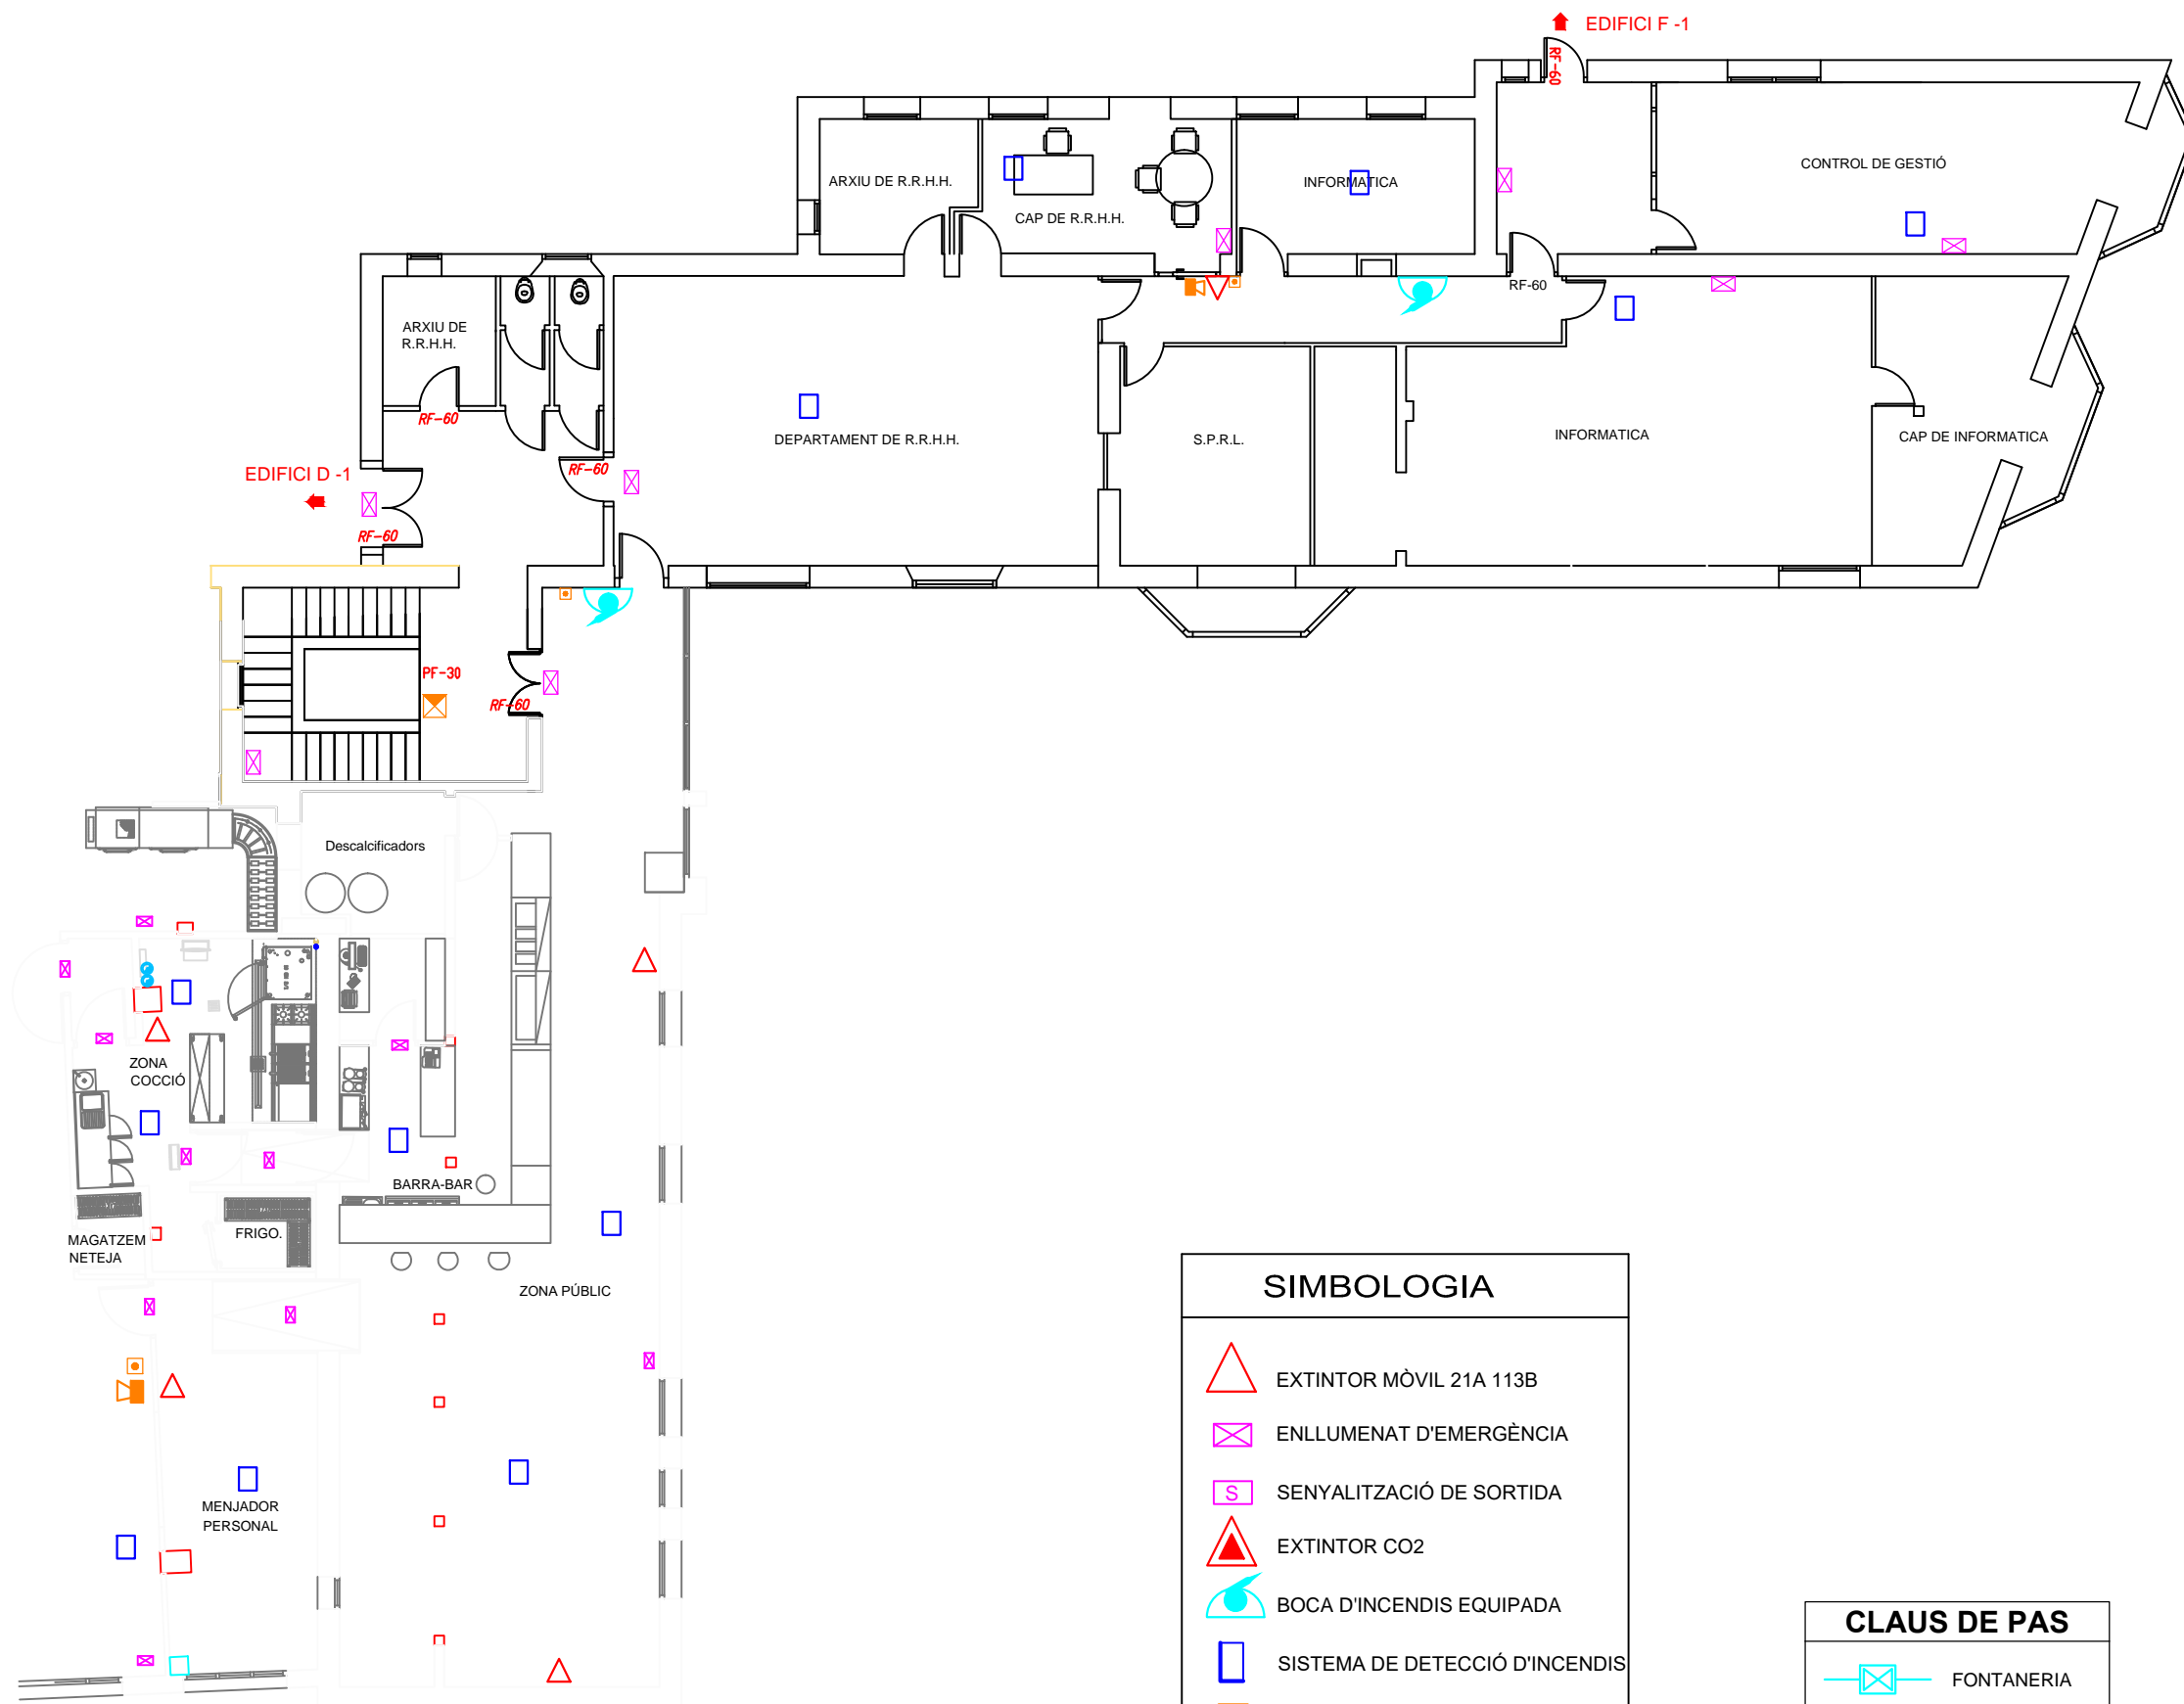 EDIFICI F -1
RF-60
CONTROL DE GESTIÓ
ARXIU DE R.R.H.H.
INFORMATICA
CAP DE R.R.H.H.
RF-60
ARXIU DE
R.R.H.H.
RF-60
DEPARTAMENT DE R.R.H.H.
S.P.R.L.
INFORMATICA
CAP DE INFORMATICA
RF-60
EDIFICI D -1
RF-60
PF-30
RF-60
Descalcificadors
ZONA
COCCIÓ
BARRA-BAR
MAGATZEM
NETEJA
FRIGO.
ZONA PÚBLIC
MENJADOR
PERSONAL
SIMBOLOGIA
EXTINTOR MÒVIL 21A 113B
ENLLUMENAT D'EMERGÈNCIA
S SENYALITZACIÓ DE SORTIDA
EXTINTOR CO2
BOCA D'INCENDIS EQUIPADA
SISTEMA DE DETECCIÓ D'INCENDIS
CLAUS DE PAS
FONTANERIA